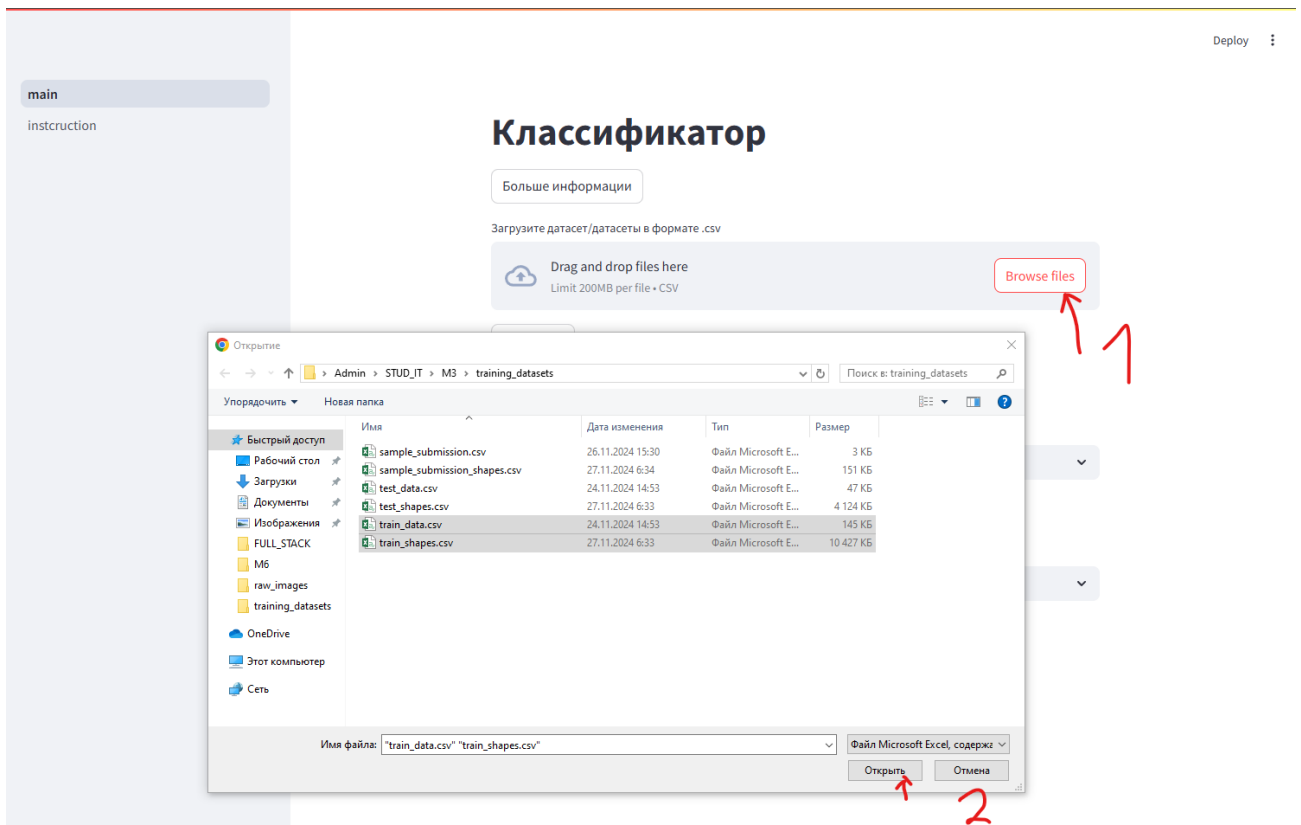 Deploy
main
instcruction
Классификатор
Больше информации
Загрузите датасет/датасеты в формате .csv
Drag and drop files here
Limit 200MB per file • CSV
Browse files
1
Открытие
Admin > STUD_IT > M3 > training_datasets
Поиск в: training_datasets
Упорядочить Новая папка
Имя Дата изменения Тип Размер
Быстрый доступ
Рабочий стол
Загрузки
Документы
Изображения
FULL_STACK
M6
raw_images
training_datasets
OneDrive
Этот компьютер
Сеть
sample_submission.csv 26.11.2024 15:30 Файл Microsoft E... 3 КБ
sample_submission_shapes.csv 27.11.2024 6:34 Файл Microsoft E... 151 КБ
test_data.csv 24.11.2024 14:53 Файл Microsoft E... 47 КБ
test_shapes.csv 27.11.2024 6:33 Файл Microsoft E... 4 124 КБ
train_data.csv 24.11.2024 14:53 Файл Microsoft E... 145 КБ
train_shapes.csv 27.11.2024 6:33 Файл Microsoft E... 10 427 КБ
Имя файла: "train_data.csv" "train_shapes.csv"
Файл Microsoft Excel, содержа
Открыть Отмена
2